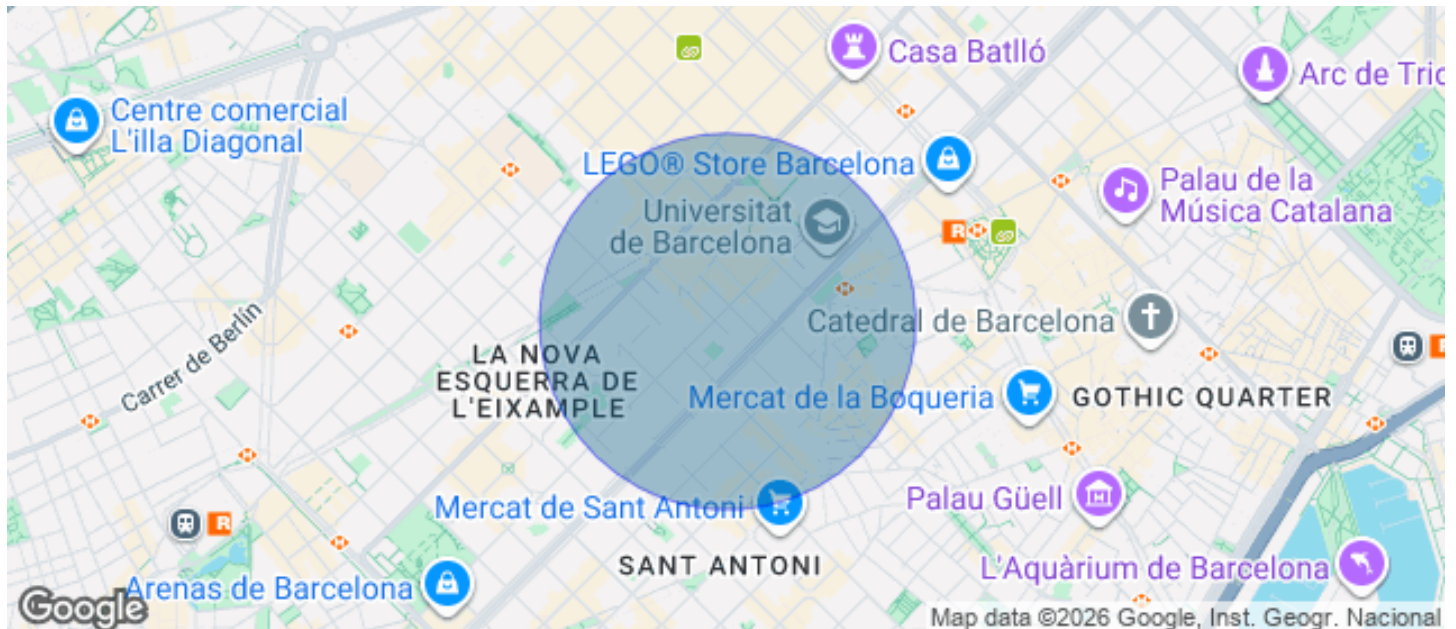 Casa Batlló
Arc de Trio
Centre comercial
L'illa Diagonal
LEGO® Store Barcelona
Palau de la
Música Catalana
Universitat
de Barcelona
R
Catedral de Barcelona
R
Carrer de Berlín
LA NOVA
ESQUERRA DE
L'EIXAMPLE
Mercat de la Boqueria
GOTHIC QUARTER
Mercat de Sant Antoni
Palau Güell
R
SANT ANTONI
L'Aquàrium de Barcelona
Arenas de Barcelona
Google
Map data ©2026 Google, Inst. Geogr. Nacional